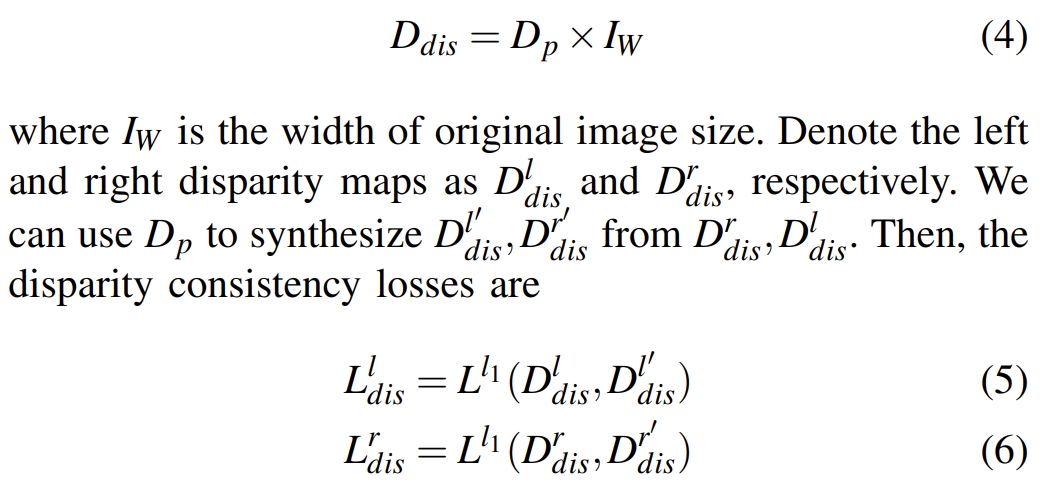 D_{dis} = D_p × I_W (4)
where I_W is the width of original image size. Denote the left
and right disparity maps as D^l_{dis} and D^r_{dis}, respectively. We
can use D_p to synthesize D^{l'}_{dis}, D^{r'}_{dis} from D^r_{dis}, D^l_{dis}. Then, the
disparity consistency losses are
L^l_{dis} = L^{l_1}(D^l_{dis}, D^{l'}_{dis}) (5)
L^r_{dis} = L^{l_1}(D^r_{dis}, D^{r'}_{dis}) (6)